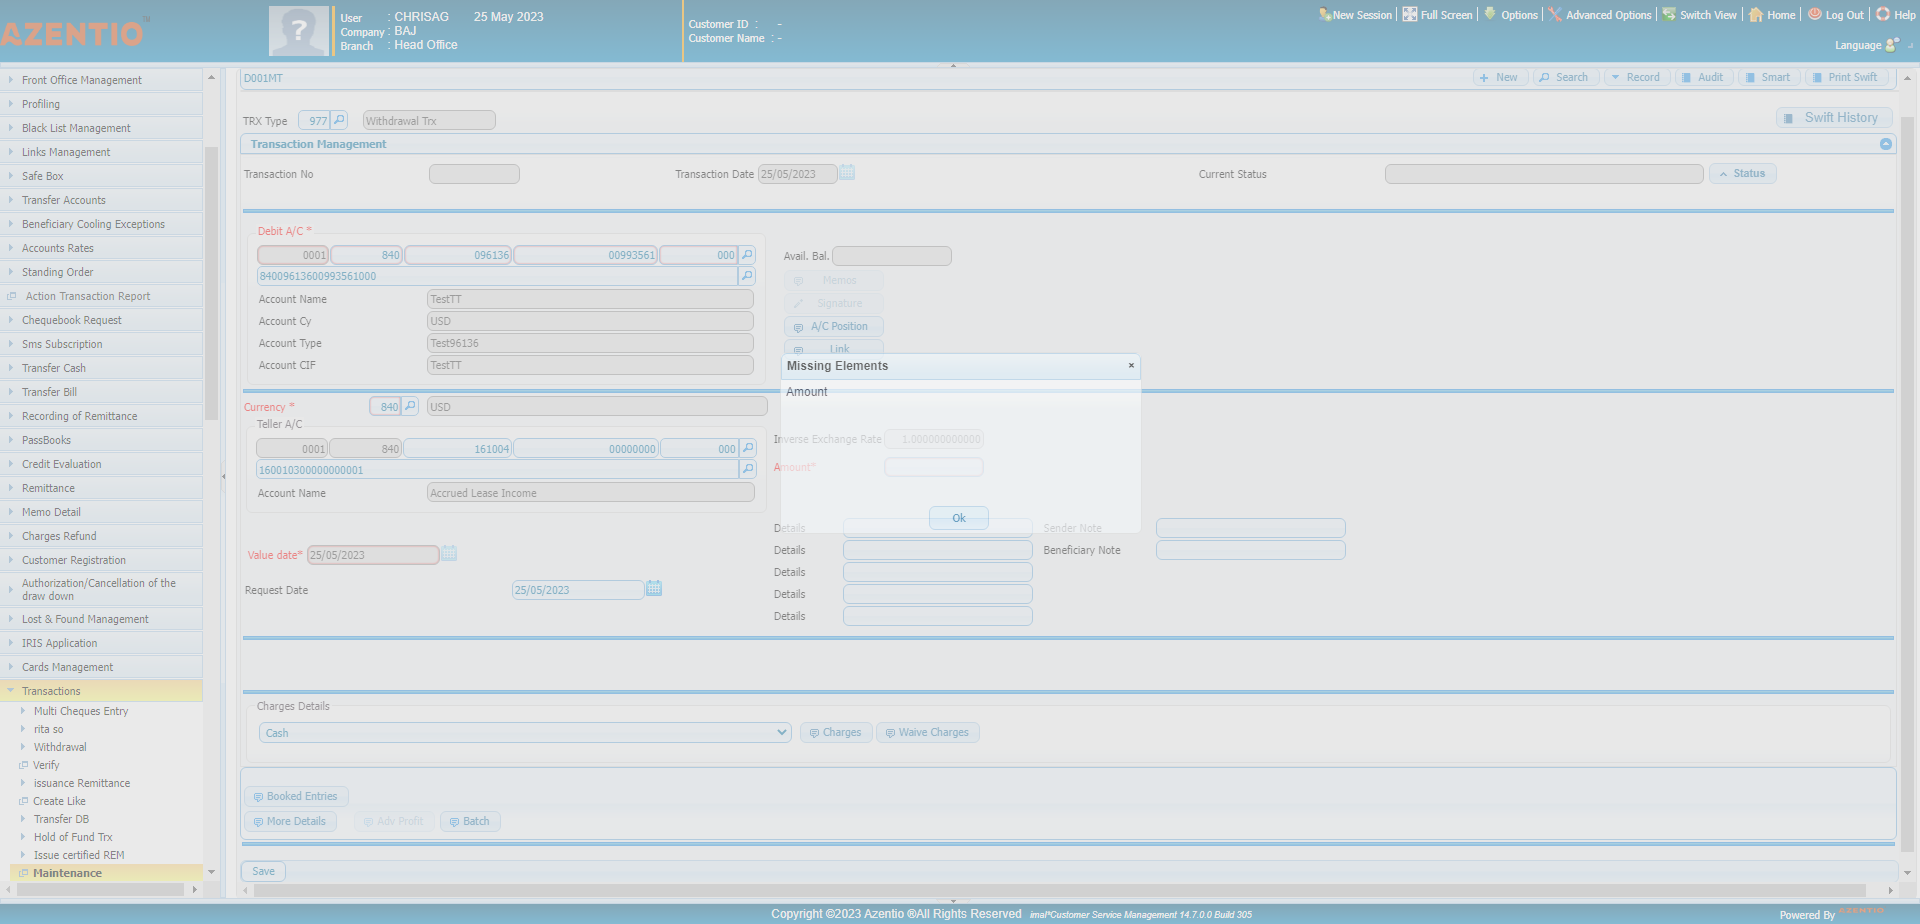 AZENTIO™
User : CHRISAG 25 May 2023
Company : BAJ
Branch : Head Office
Customer ID : -
Customer Name : -
New Session Full Screen Options Advanced Options Switch View Home Log Out Help
Language
Front Office Management
Profiling
Black List Management
Links Management
Safe Box
Transfer Accounts
Beneficiary Cooling Exceptions
Accounts Rates
Standing Order
Action Transaction Report
Chequebook Request
Sms Subscription
Transfer Cash
Transfer Bill
Recording of Remittance
PassBooks
Credit Evaluation
Remittance
Memo Detail
Charges Refund
Customer Registration
Authorization/Cancellation of the
draw down
Lost & Found Management
IRIS Application
Cards Management
Transactions
Multi Cheques Entry
rita so
Withdrawal
Verify
issuance Remittance
Create Like
Transfer DB
Hold of Fund Trx
Issue certified REM
Maintenance
D001MT
New Search Record Audit Smart Print Swift
TRX Type 977 Withdrawal Trx
Swift History
Transaction Management
Transaction No Transaction Date 25/05/2023 Current Status Status
Debit A/C *
0001 840 096136 00993561 000
84009613600993561000
Account Name TestTT
Account Cy USD
Account Type Test96136
Account CIF TestTT
Avail. Bal.
Memos
Signature
A/C Position
Link
Missing Elements ×
Amount
Ok
Currency * 840 USD
Teller A/C
0001 840 161004 00000000 000
160010300000000001
Account Name Accrued Lease Income
Inverse Exchange Rate 1.000000000000
Amount*
Value date* 25/05/2023
Request Date 25/05/2023
Details Sender Note
Details Beneficiary Note
Details
Details
Details
Charges Details
Cash Charges Waive Charges
Booked Entries
More Details Adv Profit Batch
Save
Copyright ©2023 Azentio ®All Rights Reserved imal*Customer Service Management 14.7.0.0 Build 305
Powered By AZENTIO